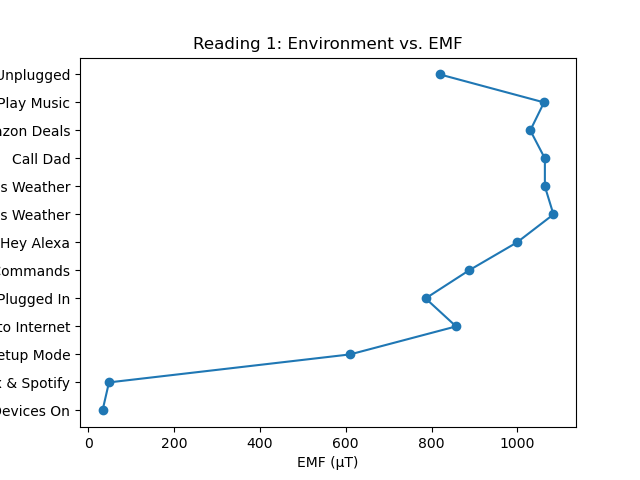 Reading 1: Environment vs. EMF
Unplugged
Play Music
Deals
Call Dad
s Weather
s Weather
Hey Alexa
Commands
Plugged In
to Internet
Mode
& Spotify
Devices On
0 200 400 600 800 1000
EMF (µT)